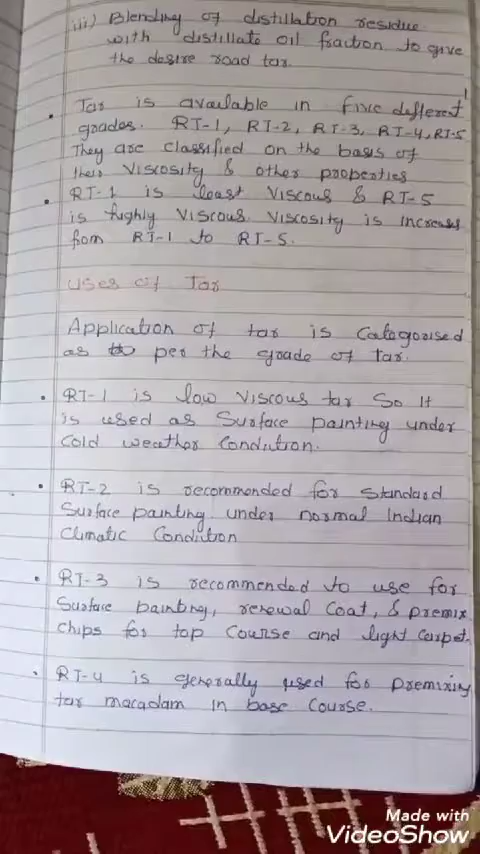 iii) Blending of distillation residue
with distillate oil fraction to give
the desire road tar.
• Tar is available in five different
grades. RT-1, RT-2, RT-3, RT-4, RT-5
They are classified on the basis of
their viscosity & other properties
• RT-1 is least viscous & RT-5
is highly viscous. Viscosity is increases
from RT-1 to RT-5.
Uses of Tar
Application of tar is Categorised
as per the grade of Tar.
• RT-1 is low viscous tar So It
is used as Surface painting under
Cold weather Condition.
• RT-2 is recommended for standard
Surface painting under normal Indian
Climatic Condition
• RT-3 is recommended to use for
Surface painting, renewal Coat, & premix
chips for top Course and light Carpet.
• RT-4 is generally used for premixing
tar macadam in base Course.
Made with
VideoShow